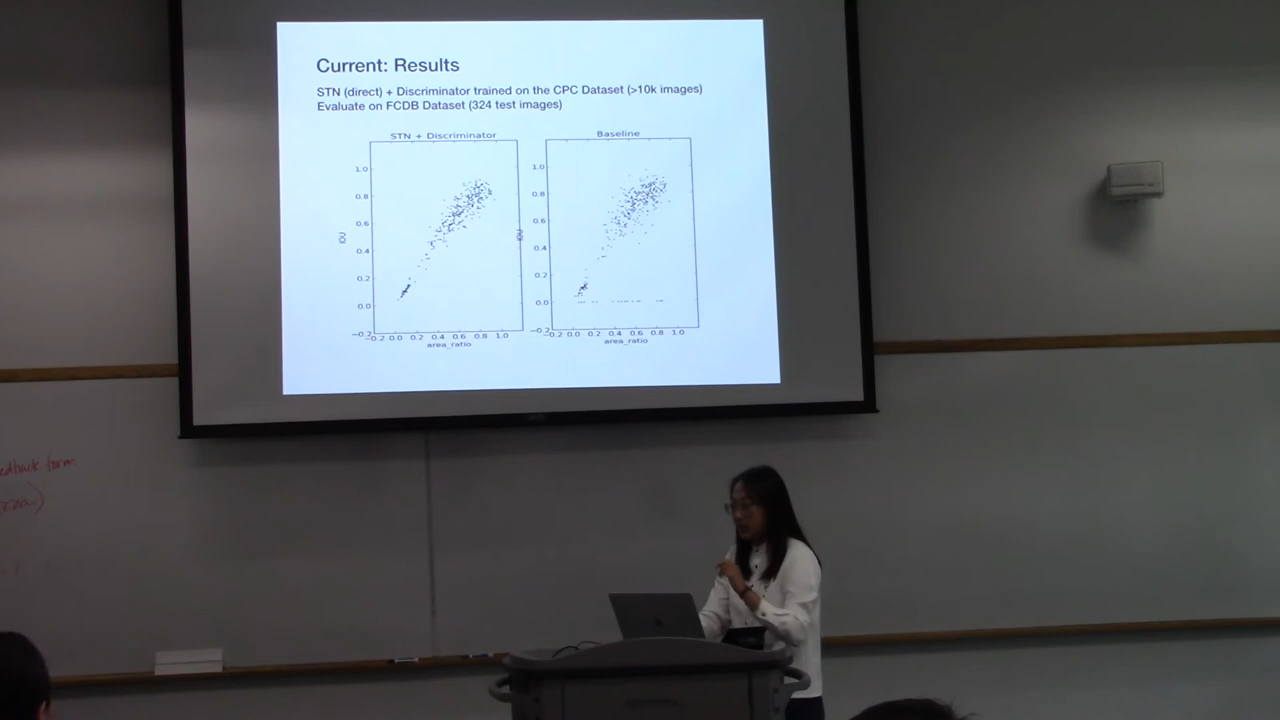 Current: Results
STN (direct) + Discriminator trained on the CPC Dataset (>10k images)
Evaluate on FCDB Dataset (324 test images)
STN + Discriminator
1.0
0.8
0.6
0.4
0.2
0.0
−0.2
IOU
−0.2 0.0 0.2 0.4 0.6 0.8 1.0
area_ratio
Baseline
1.0
0.8
0.6
0.4
0.2
0.0
−0.2
IOU
−0.2 0.0 0.2 0.4 0.6 0.8 1.0
area_ratio
edback form